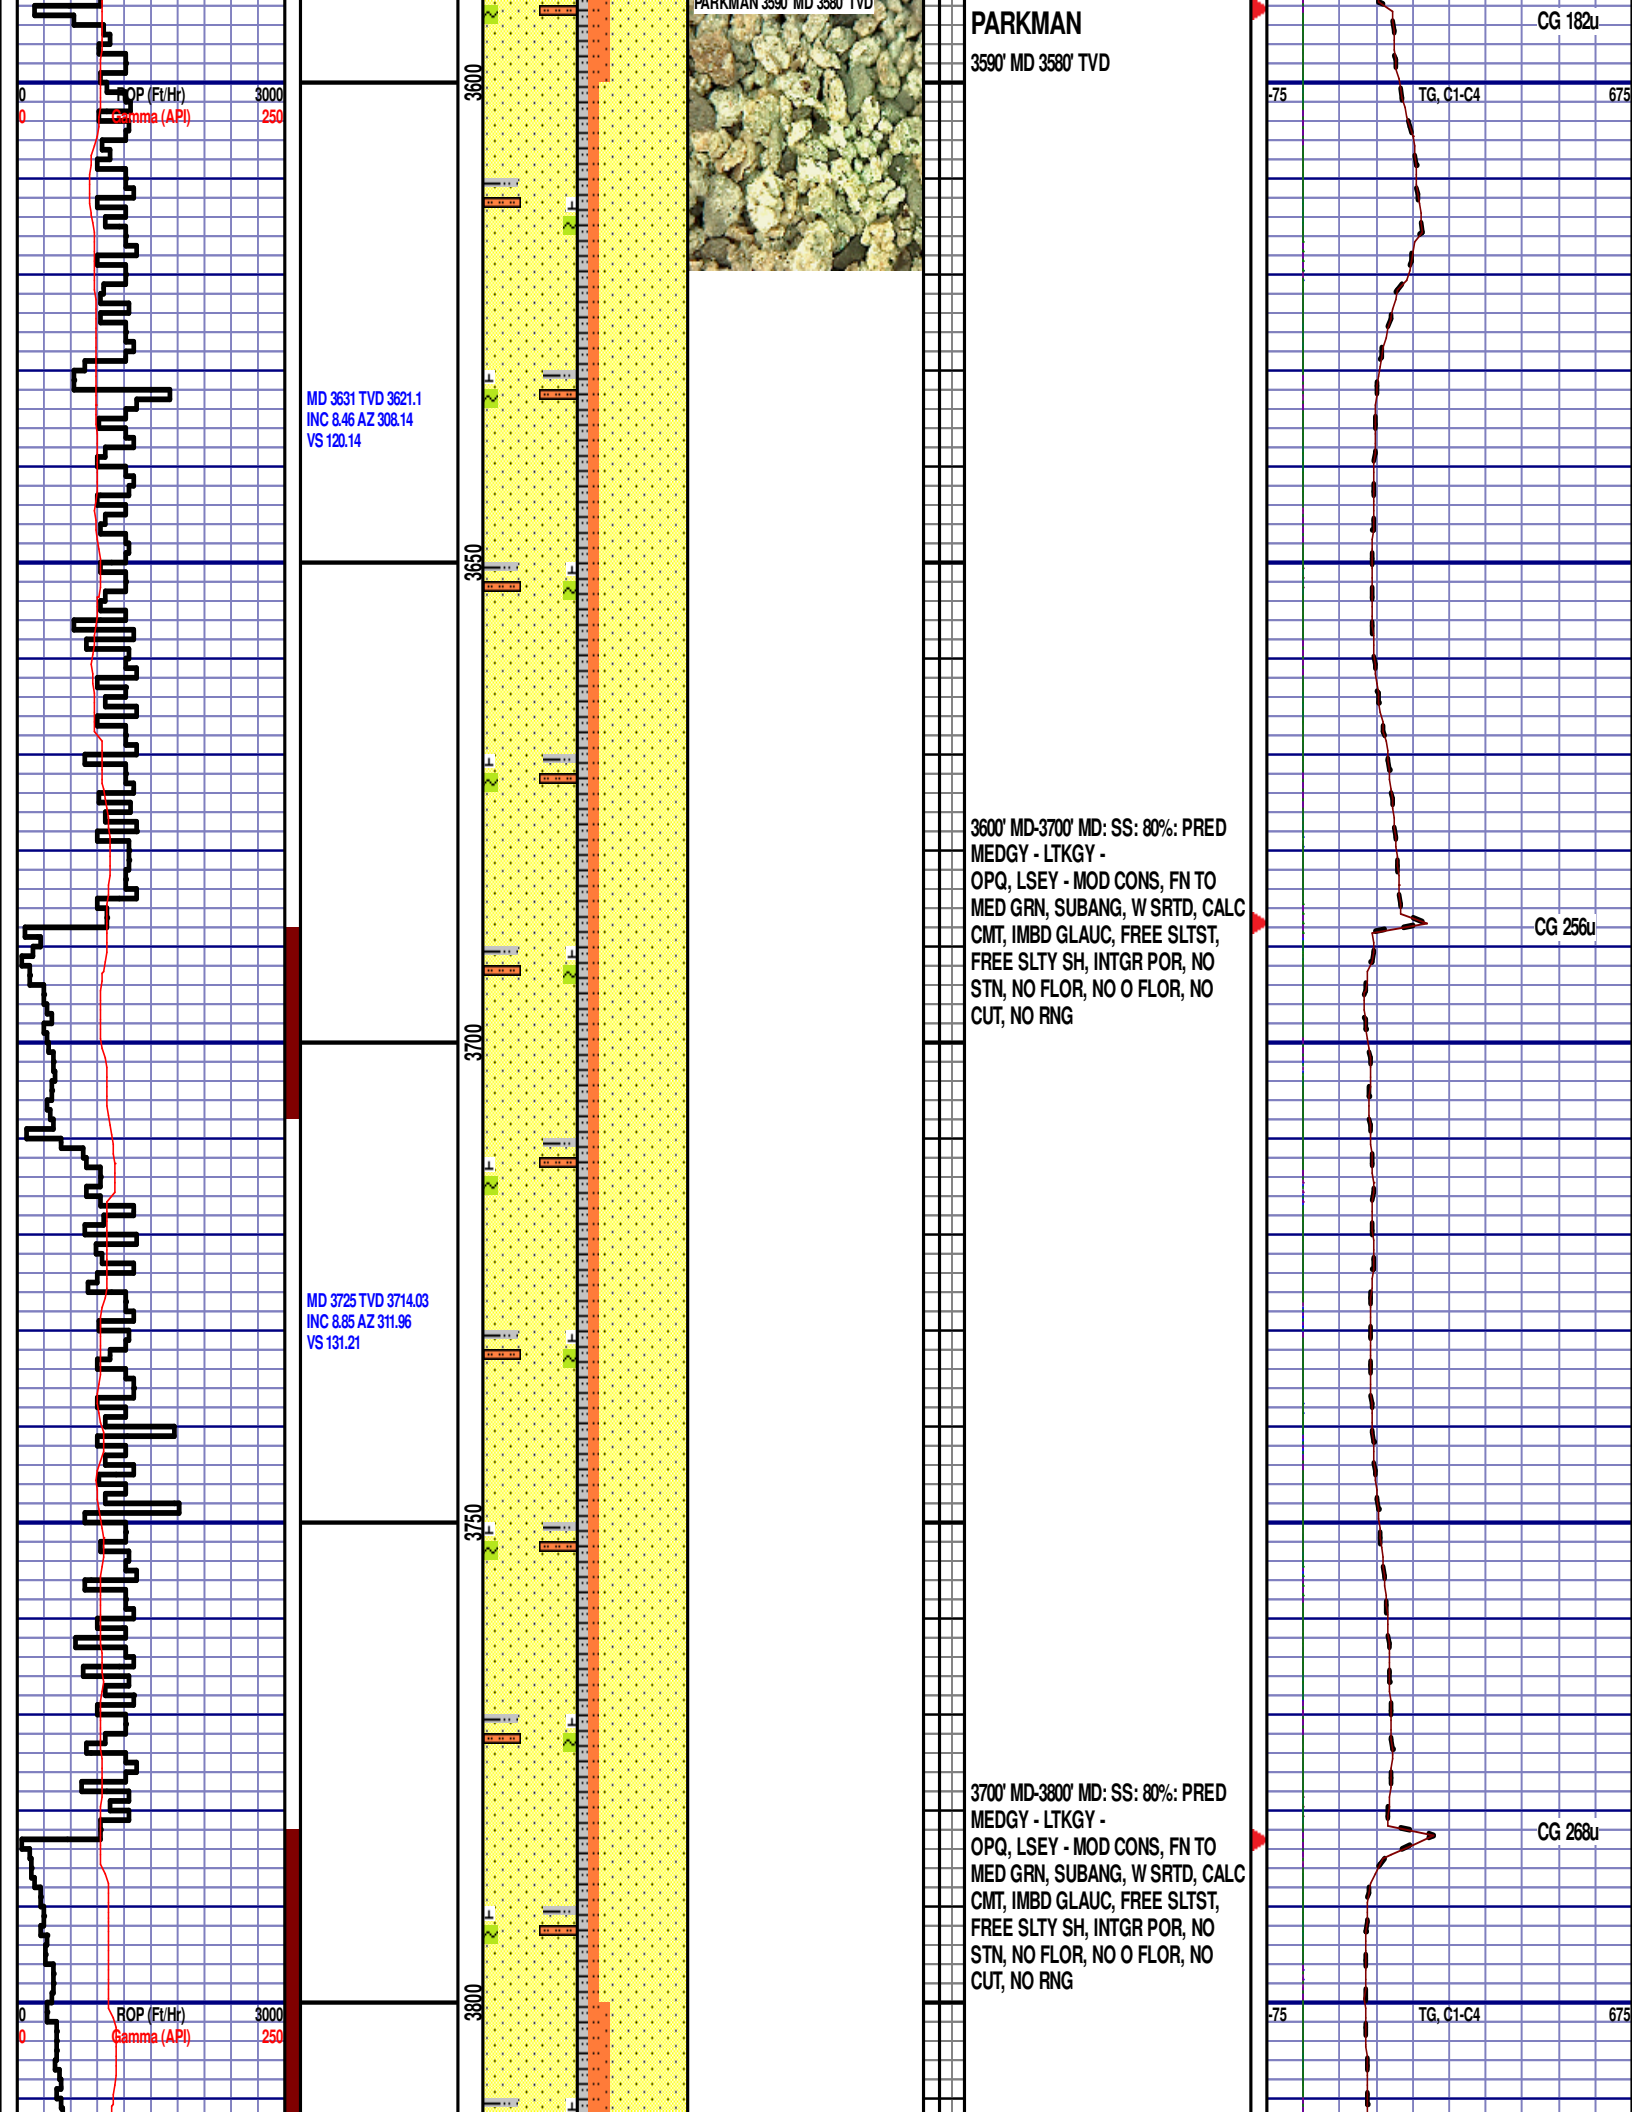 PARKMAN 3590' MD 3580' TVD
PARKMAN
3590' MD 3580' TVD
CG 182u
0 ROP (Ft/Hr) 3000
0 Gamma (API) 250
3600
-75 TG, C1-C4 675
MD 3631 TVD 3621.1
INC 8.46 AZ 308.14
VS 120.14
3650
3600' MD-3700' MD: SS: 80%: PRED
MEDGY - LTKGY -
OPQ, LSEY - MOD CONS, FN TO
MED GRN, SUBANG, W SRTD, CALC
CMT, IMBD GLAUC, FREE SLTST,
FREE SLTY SH, INTGR POR, NO
STN, NO FLOR, NO O FLOR, NO
CUT, NO RNG
CG 256u
3700
MD 3725 TVD 3714.03
INC 8.85 AZ 311.96
VS 131.21
3750
3700' MD-3800' MD: SS: 80%: PRED
MEDGY - LTKGY -
OPQ, LSEY - MOD CONS, FN TO
MED GRN, SUBANG, W SRTD, CALC
CMT, IMBD GLAUC, FREE SLTST,
FREE SLTY SH, INTGR POR, NO
STN, NO FLOR, NO O FLOR, NO
CUT, NO RNG
CG 268u
3800
0 ROP (Ft/Hr) 3000
0 Gamma (API) 250
-75 TG, C1-C4 675